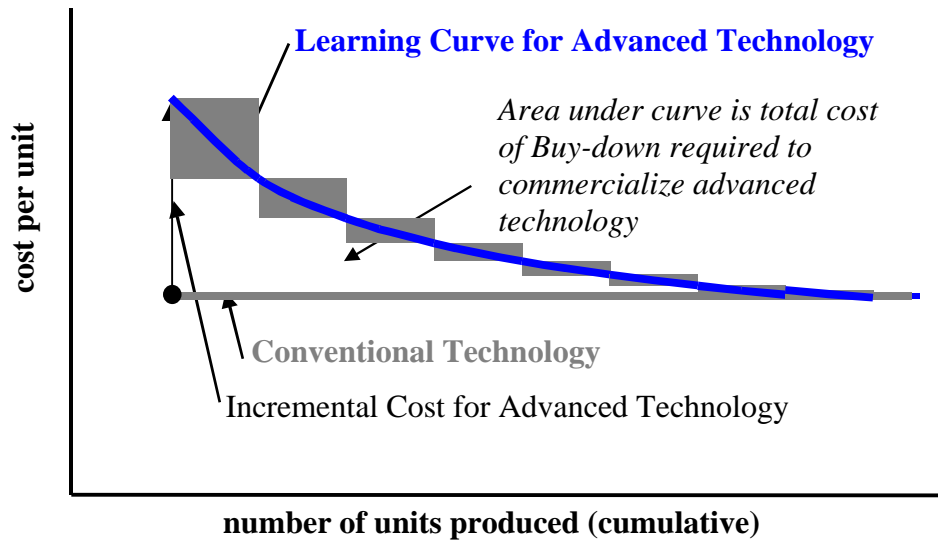 Learning Curve for Advanced Technology
Area under curve is total cost
of Buy-down required to
commercialize advanced
technology
cost per unit
Conventional Technology
Incremental Cost for Advanced Technology
number of units produced (cumulative)